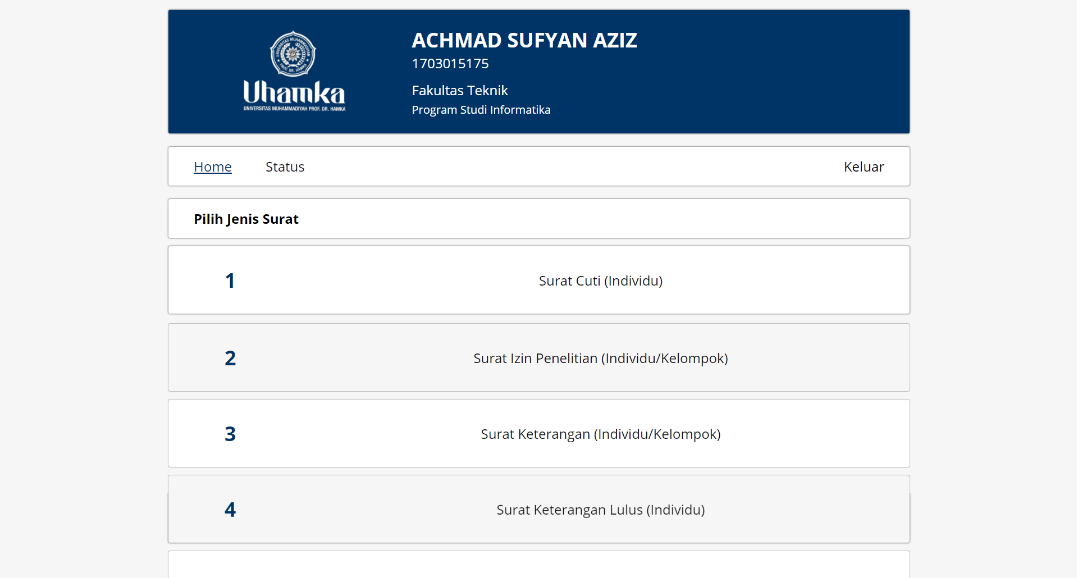 Uhamka
UNIVERSITAS MUHAMMADIYAH PROF. DR. HAMKA
ACHMAD SUFYAN AZIZ
1703015175
Fakultas Teknik
Program Studi Informatika
Home Status Keluar
Pilih Jenis Surat
1 Surat Cuti (Individu)
2 Surat Izin Penelitian (Individu/Kelompok)
3 Surat Keterangan (Individu/Kelompok)
4 Surat Keterangan Lulus (Individu)